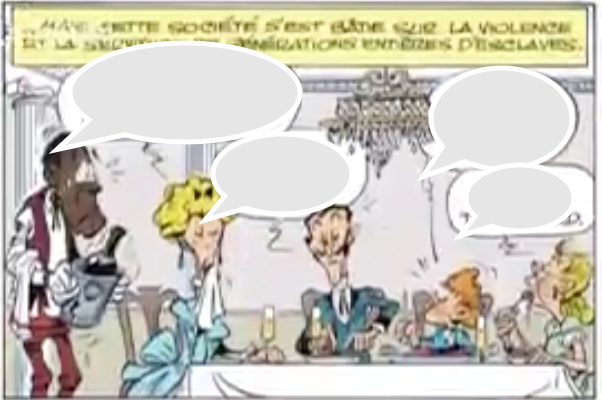 ...MAIS CETTE SOCIÉTÉ S'EST BÂTIE SUR LA VIOLENCE
ET LA GÉNÉRATIONS ENTIÈRES D'ESCLAVES.